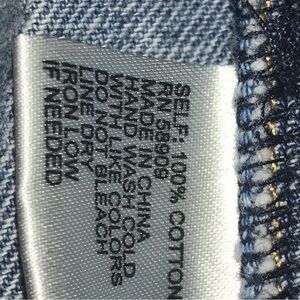 SELF: 100% COTTON
RN 58909
MADE IN CHINA
HAND WASH COLD
WITH LIKE COLORS
DO NOT BLEACH
LINE DRY
IRON LOW
IF NEEDED